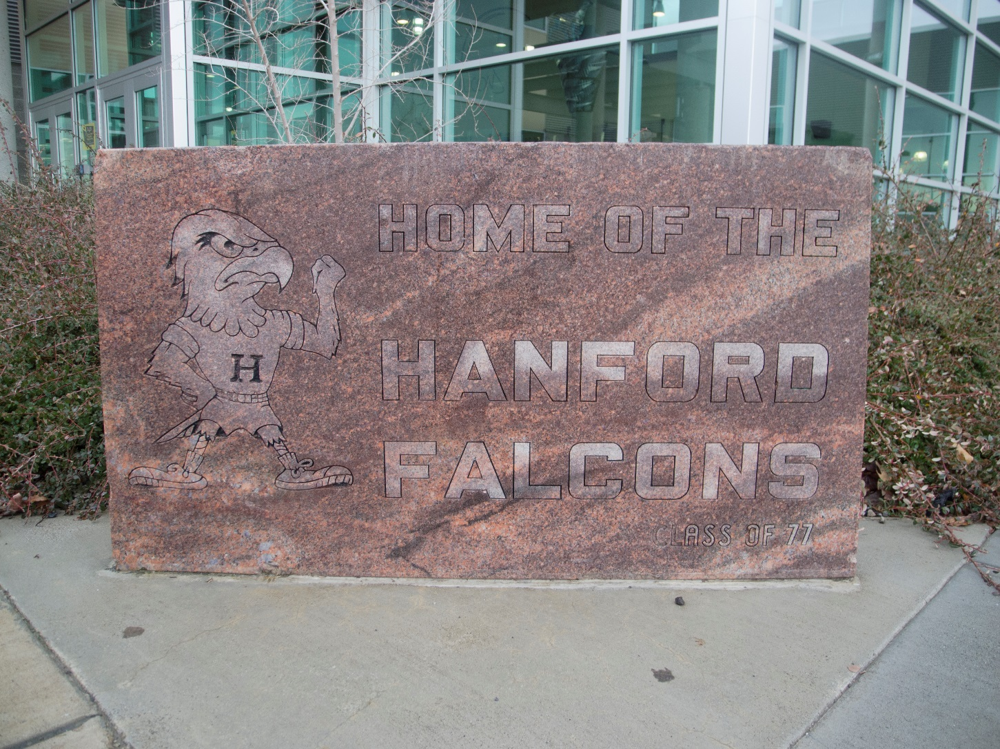 HOME OF THE
HANFORD
FALCONS
CLASS OF 77
H